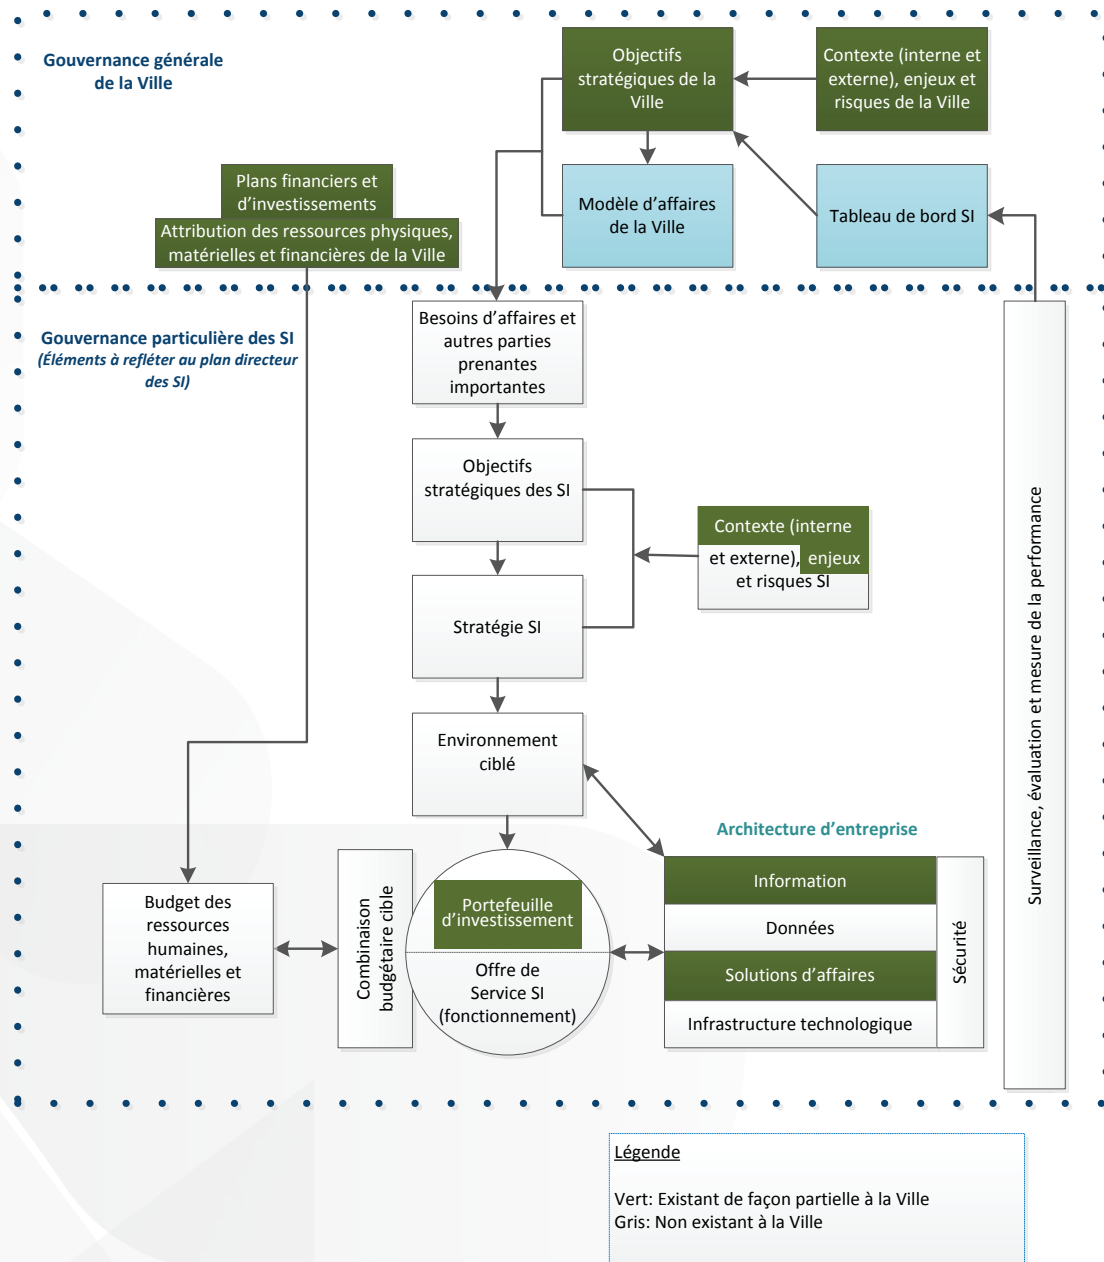 Gouvernance générale
de la Ville
Objectifs
stratégiques de la
Ville
Contexte (interne et
externe), enjeux et
risques de la Ville
Plans financiers et
d’investissements
Attribution des ressources physiques,
matérielles et financières de la Ville
Modèle d’affaires
de la Ville
Tableau de bord SI
Gouvernance particulière des SI
(Éléments à refléter au plan directeur
des SI)
Besoins d’affaires et
autres parties
prenantes
importantes
Objectifs
stratégiques des SI
Contexte (interne
et externe), enjeux
et risques SI
Stratégie SI
Surveillance, évaluation et mesure de la performance
Environnement
ciblé
Architecture d’entreprise
Budget des
ressources
humaines,
matérielles et
financières
Combinaison
budgétaire cible
Portefeuille
d’investissement
Offre de
Service SI
(fonctionnement)
Information
Données
Solutions d’affaires
Infrastructure technologique
Sécurité
Légende
Vert: Existant de façon partielle à la Ville
Gris: Non existant à la Ville